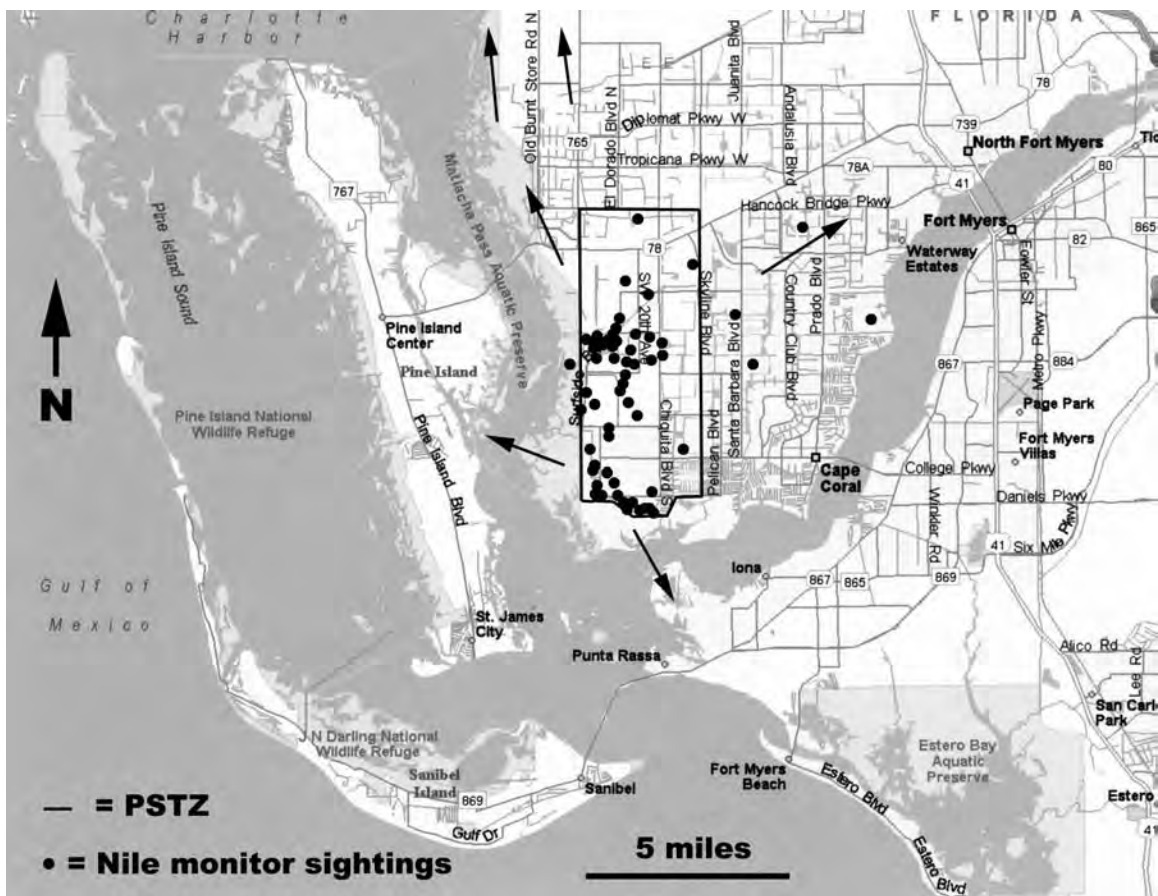 Charlotte
Harbor
FLORIDA
LEE
Old Burnt Store Rd N
El Dorado Blvd N
Juanita Blvd
Andalusia Blvd
78
765
Diplomat Pkwy W
739
North Fort Myers
Tropicana Pkwy W
78A
80
767
Matlacha Pass Aquatic Preserve
41
Hancock Bridge Pkwy
Fort Myers
82
865
Pine Island Sound
78
Waterway
Estates
Fowler St
SW 20th Ave
Skyline Blvd
Country Club Blvd
Prado Blvd
Santa Barbara Blvd
Metro Pkwy
Pine Island
Center
Pine Island
N
867
884
Surfside
Page Park
Pine Island National
Wildlife Refuge
Pine Island Blvd
Chiquita Blvd S
Pelican Blvd
Fort Myers
Villas
Cape
Coral
College Pkwy
Daniels Pkwy
Winkler Rd
41
Six Mile Pkwy
Iona
867
865
869
Gulf of
Mexico
St. James
City
Punta Rassa
Alico Rd
Lee Rd
San Carl
Park
J N Darling National
Wildlife Refuge
Sanibel
Island
869
Sanibel
Gulf Dr
Fort Myers
Beach
Estero Blvd
Estero Bay
Aquatic
Preserve
Estero
41
Estero Blvd
— = PSTZ
• = Nile monitor sightings
5 miles